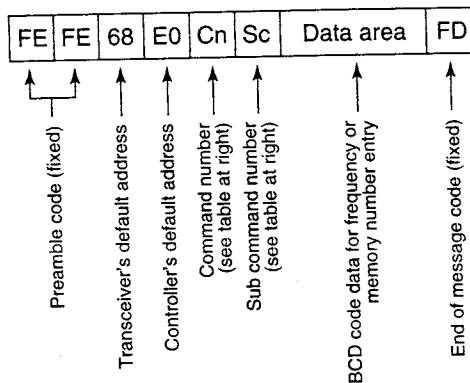 FE FE 68 E0 Cn Sc Data area FD
Preamble code (fixed)
Transceiver's default address
Controller's default address
Command number
(see table at right)
Sub command number
(see table at right)
BCD code data for frequency or
memory number entry
End of message code (fixed)